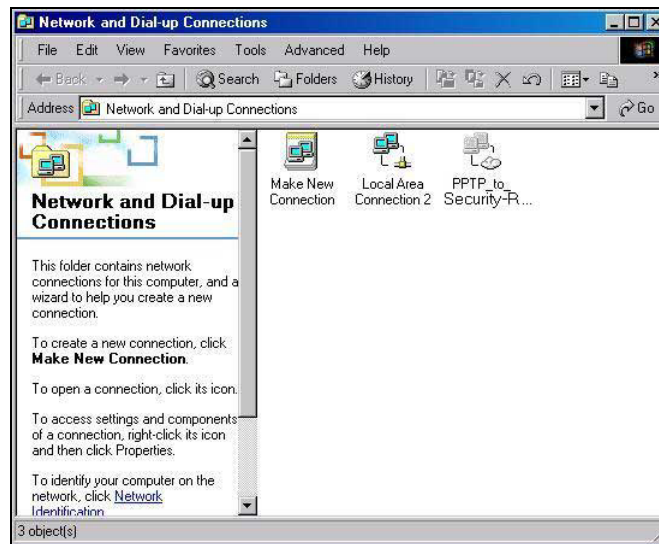 Network and Dial-up Connections
File Edit View Favorites Tools Advanced Help
Back Search Folders History
Address Network and Dial-up Connections Go
Network and Dial-up
Connections
This folder contains network
connections for this computer, and a
wizard to help you create a new
connection.
To create a new connection, click
Make New Connection.
To open a connection, click its icon.
To access settings and components
of a connection, right-click its icon
and then click Properties.
To identify your computer on the
network, click Network
Identification.
Make New
Connection
Local Area
Connection 2
PPTP_to_
Security-R...
3 object(s)